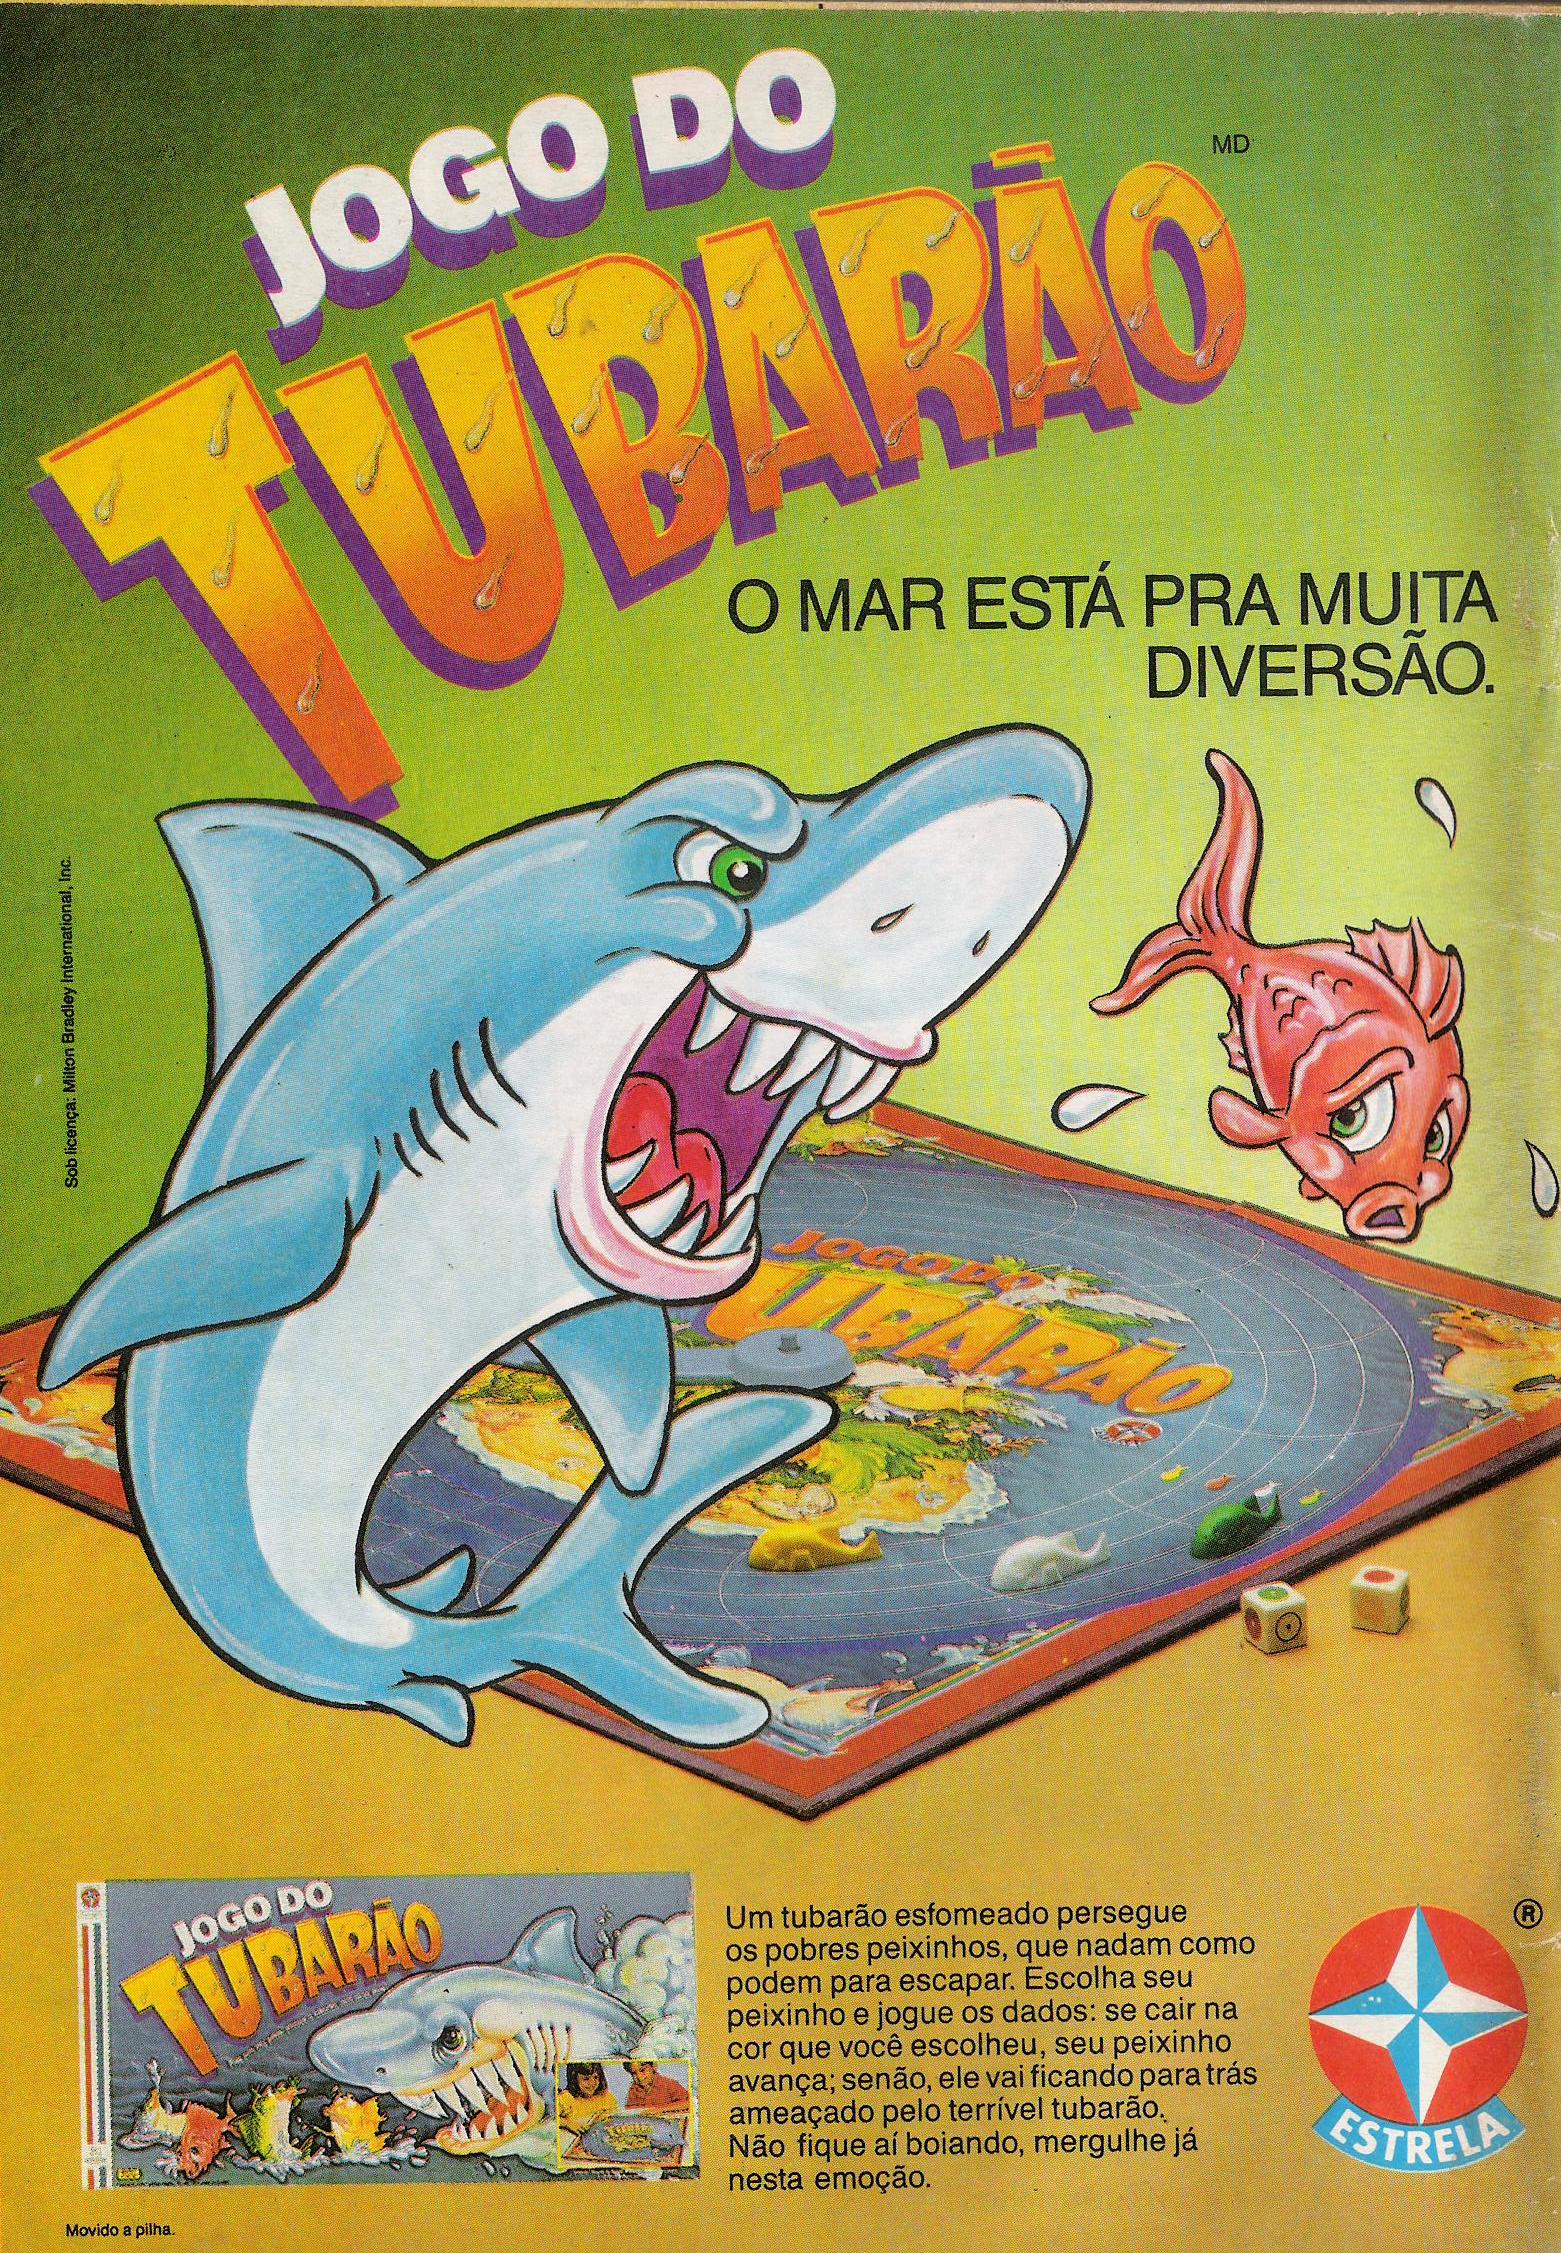 JOGO DO
TUBARÃO
MD
O MAR ESTÁ PRA MUITA
DIVERSÃO.
Sob licença: Milton Bradley International, Inc.
JOGO DO
UBARÃO
JOGO DO
TUBARÃO
Um tubarão esfomeado persegue
os pobres peixinhos, que nadam como
podem para escapar. Escolha seu
peixinho e jogue os dados: se cair na
cor que você escolheu, seu peixinho
avança; senão, ele vai ficando para trás
ameaçado pelo terrível tubarão.
Não fique aí boiando, mergulhe já
nesta emoção.
®
ESTRELA
Movido a pilha.